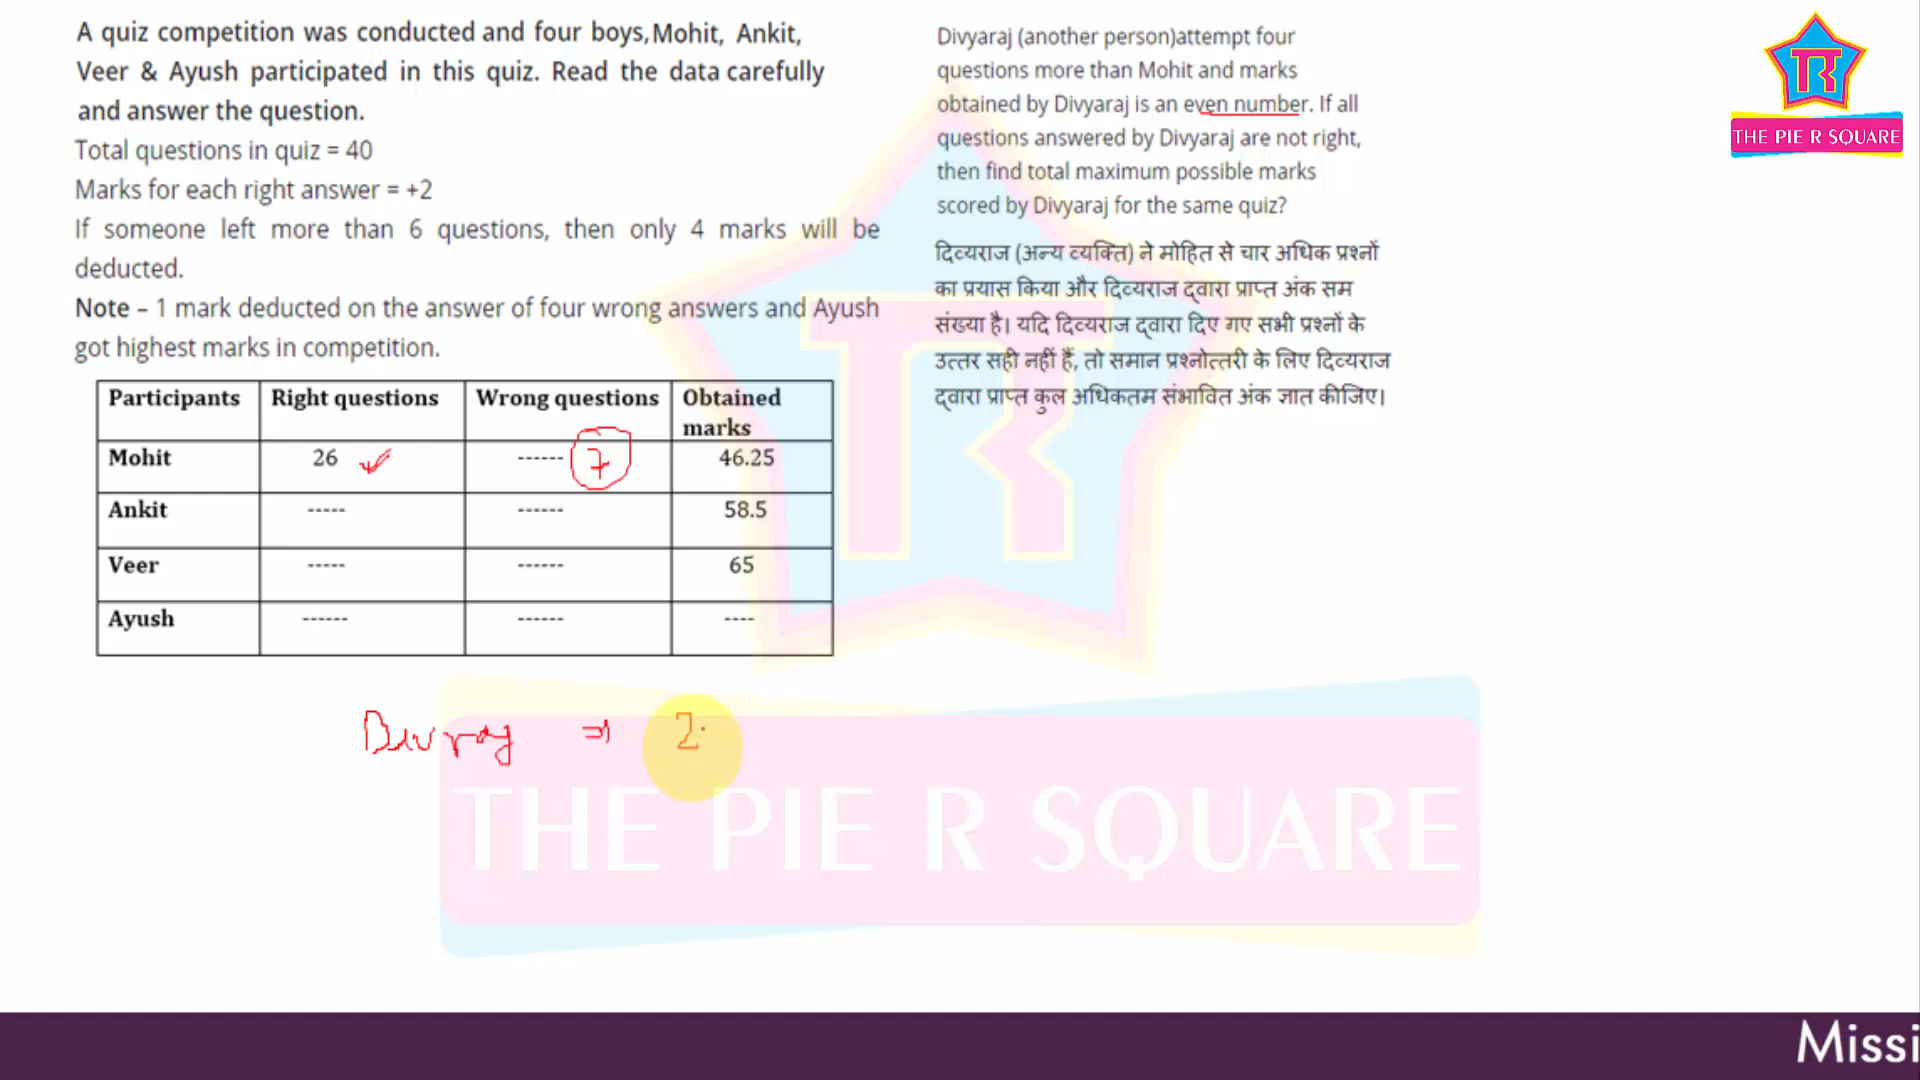 A quiz competition was conducted and four boys, Mohit, Ankit,
Veer & Ayush participated in this quiz. Read the data carefully
and answer the question.
Total questions in quiz = 40
Marks for each right answer = +2
If someone left more than 6 questions, then only 4 marks will be
deducted.
Note – 1 mark deducted on the answer of four wrong answers and Ayush
got highest marks in competition.
Participants Right questions Wrong questions Obtained
marks
Mohit 26 ------ 7 46.25
Ankit ----- ------ 58.5
Veer ----- ------ 65
Ayush ------ ------ ----
Divyaraj (another person)attempt four
questions more than Mohit and marks
obtained by Divyaraj is an even number. If all
questions answered by Divyaraj are not right,
then find total maximum possible marks
scored by Divyaraj for the same quiz?
दिव्यराज (अन्य व्यक्ति) ने मोहित से चार अधिक प्रश्नों
का प्रयास किया और दिव्यराज द्वारा प्राप्त अंक सम
संख्या है। यदि दिव्यराज द्वारा दिए गए सभी प्रश्नों के
उत्तर सही नहीं हैं, तो समान प्रश्नोत्तरी के लिए दिव्यराज
द्वारा प्राप्त कुल अधिकतम संभावित अंक ज्ञात कीजिए।
THE PIE R SQUARE
Divraj ⇒ 2
THE PIE R SQUARE
Missi